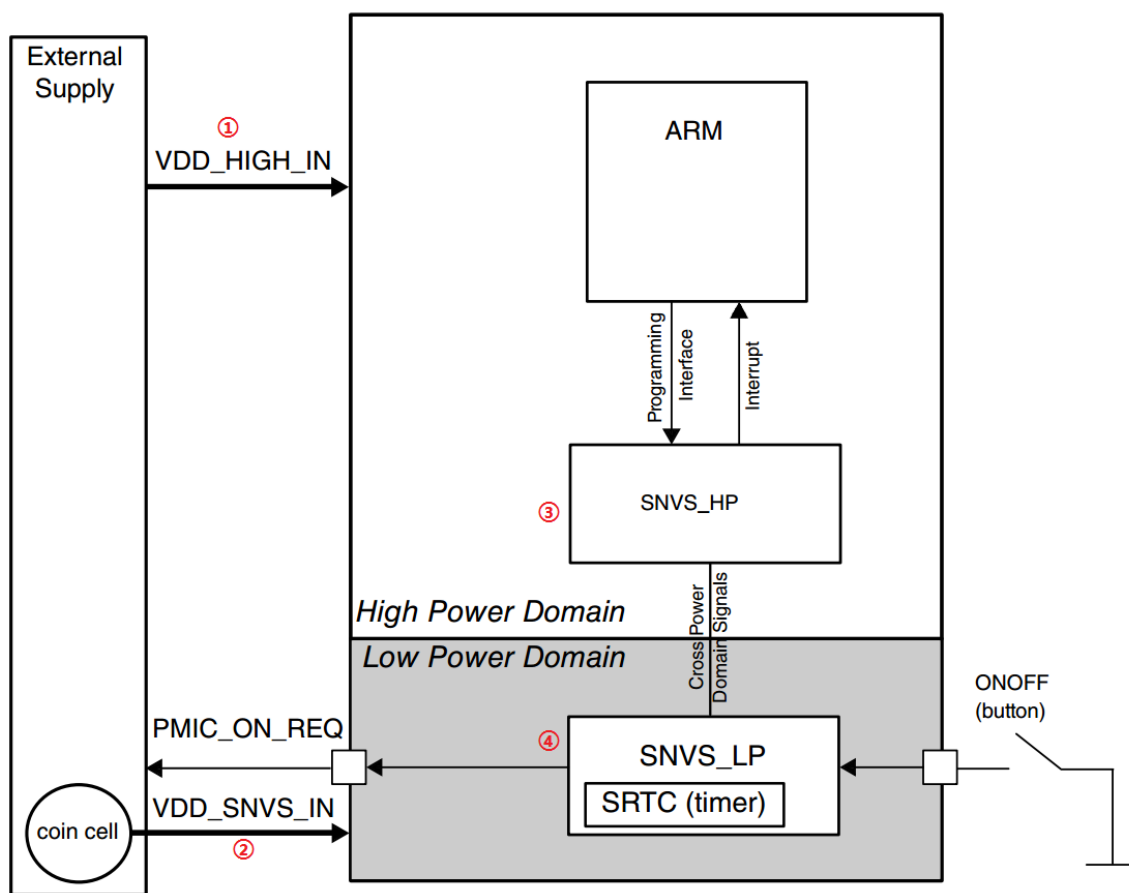 External
Supply
①
VDD_HIGH_IN
ARM
Programming
Interface
Interrupt
③
SNVS_HP
High Power Domain
Cross Power
Domain Signals
Low Power Domain
PMIC_ON_REQ
④
SNVS_LP
SRTC (timer)
ONOFF
(button)
coin cell
VDD_SNVS_IN
②